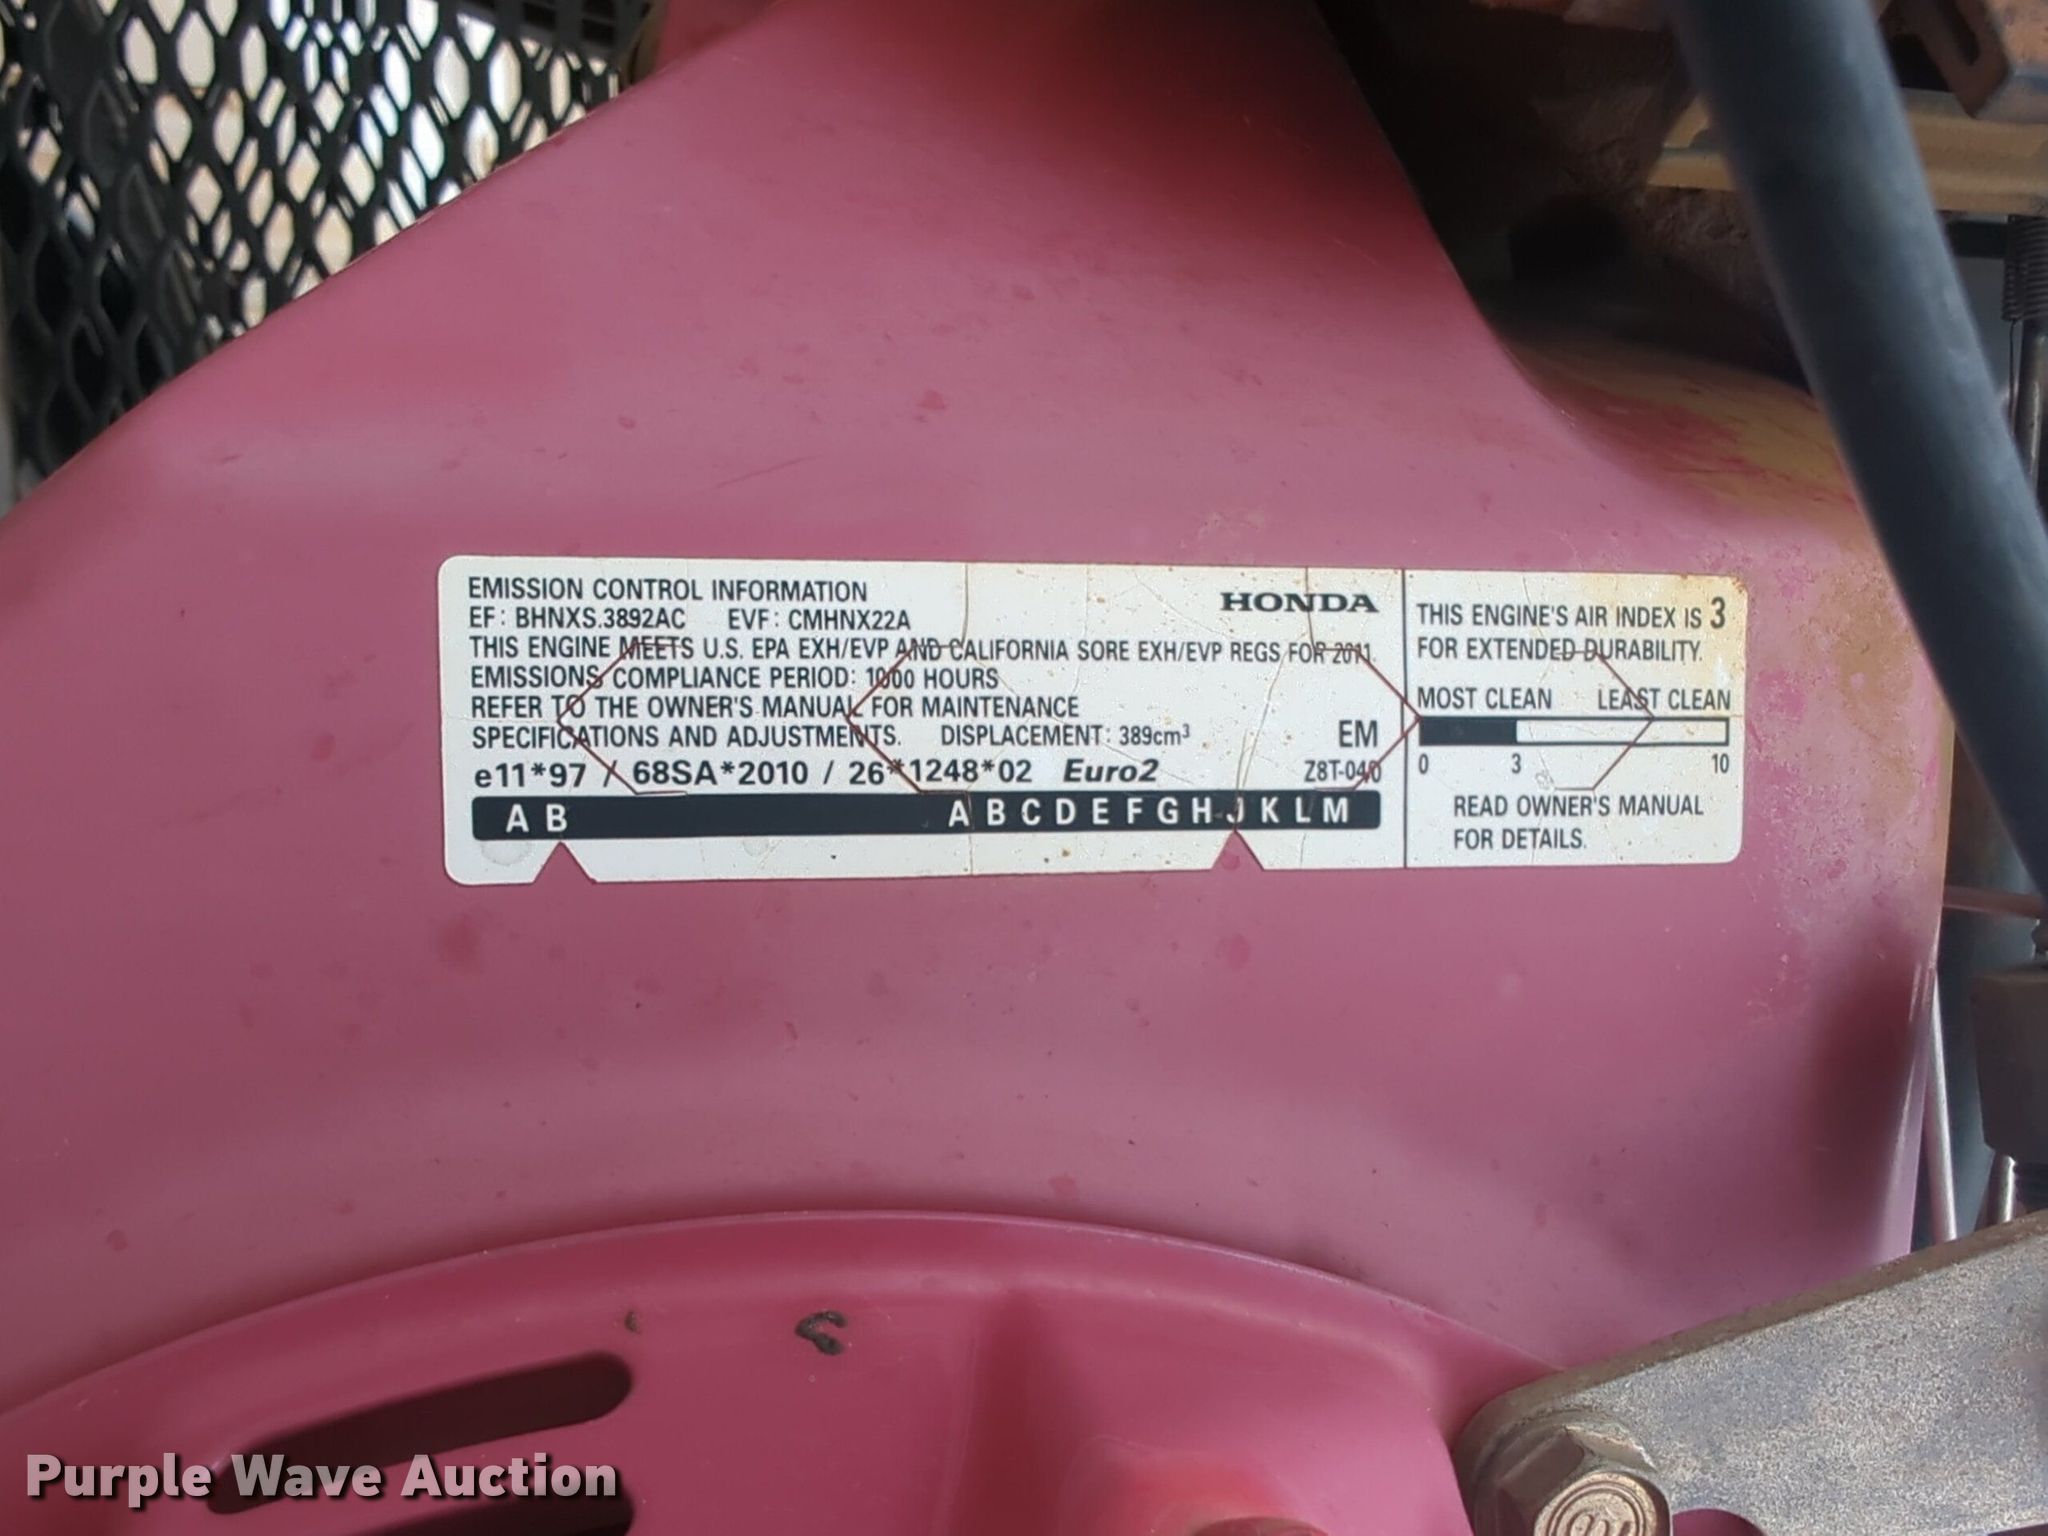 EMISSION CONTROL INFORMATION
EF: BHNXS.3892AC EVF: CMHNX22A
HONDA
THIS ENGINE MEETS U.S. EPA EXH/EVP AND CALIFORNIA SORE EXH/EVP REGS FOR 2011.
EMISSIONS COMPLIANCE PERIOD: 1000 HOURS
REFER TO THE OWNER'S MANUAL FOR MAINTENANCE
SPECIFICATIONS AND ADJUSTMENTS. DISPLACEMENT: 389cm³
EM
e11*97 / 68SA*2010 / 26*1248*02 Euro2
Z8T-040
A B A B C D E F G H J K L M
THIS ENGINE'S AIR INDEX IS 3
FOR EXTENDED DURABILITY.
MOST CLEAN LEAST CLEAN
0 3 10
READ OWNER'S MANUAL
FOR DETAILS.
Purple Wave Auction